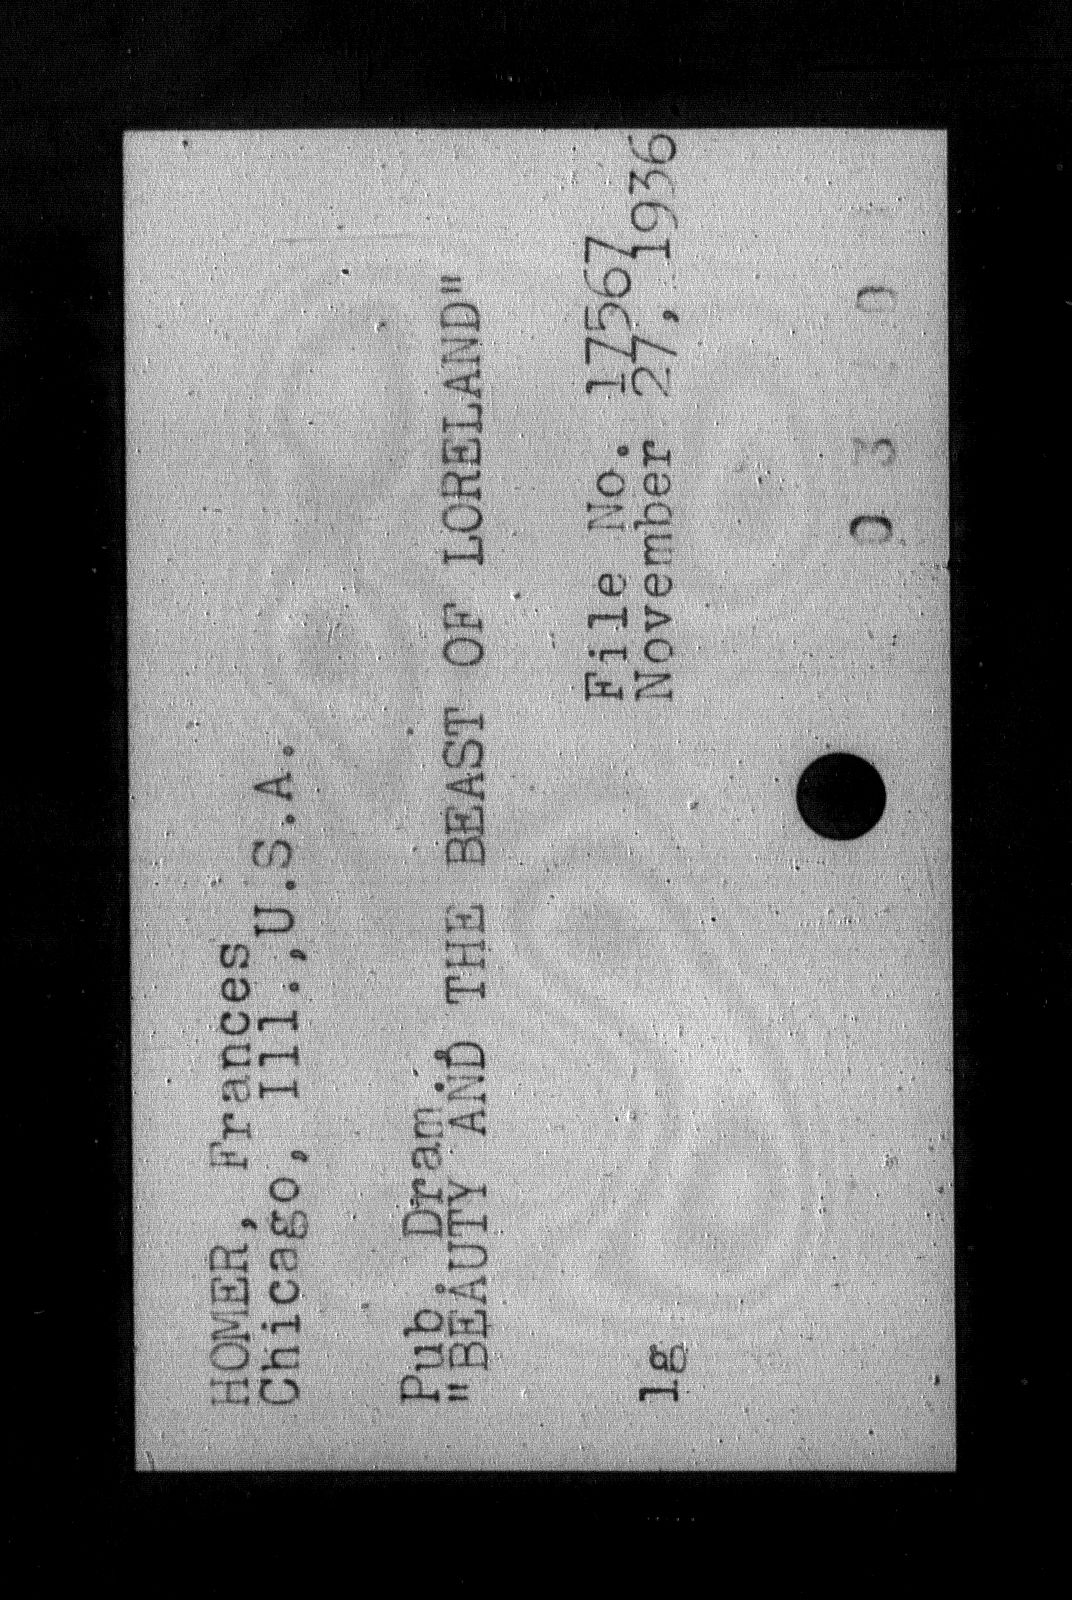 HOMER, Frances
Chicago, Ill.,U.S.A.
Pub. Dram.:
"BEAUTY AND THE BEAST OF LORELAND"
File No. 17567
lg November 27, 1936
0 3 0